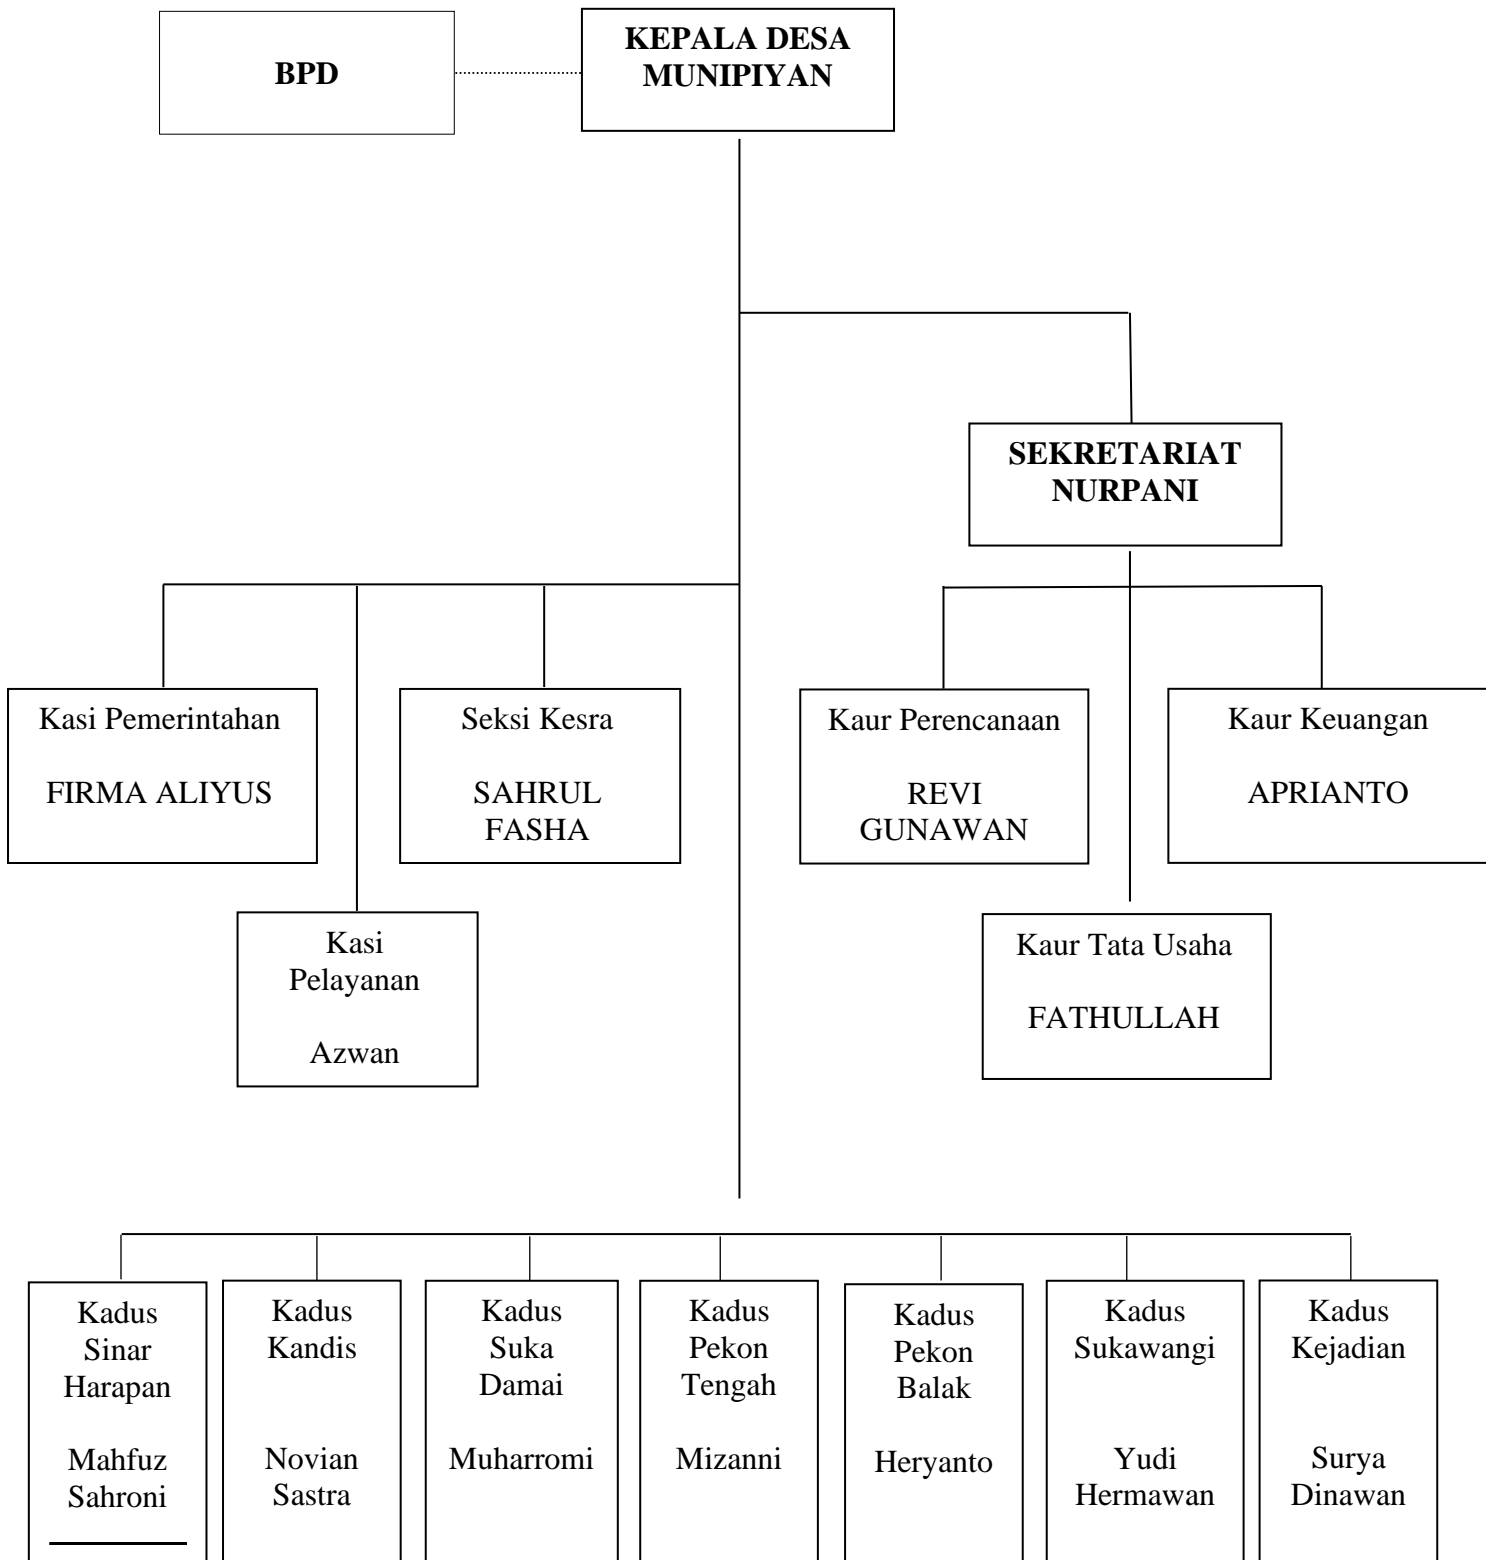 BPD
KEPALA DESA
MUNIPIYAN
SEKRETARIAT
NURPANI
Kasi Pemerintahan
FIRMA ALIYUS
Seksi Kesra
SAHRUL
FASHA
Kaur Perencanaan
REVI
GUNAWAN
Kaur Keuangan
APRIANTO
Kasi
Pelayanan
Azwan
Kaur Tata Usaha
FATHULLAH
Kadus
Sinar
Harapan
Mahfuz
Sahroni
Kadus
Kandis
Novian
Sastra
Kadus
Suka
Damai
Muharromi
Kadus
Pekon
Tengah
Mizanni
Kadus
Pekon
Balak
Heryanto
Kadus
Sukawangi
Yudi
Hermawan
Kadus
Kejadian
Surya
Dinawan